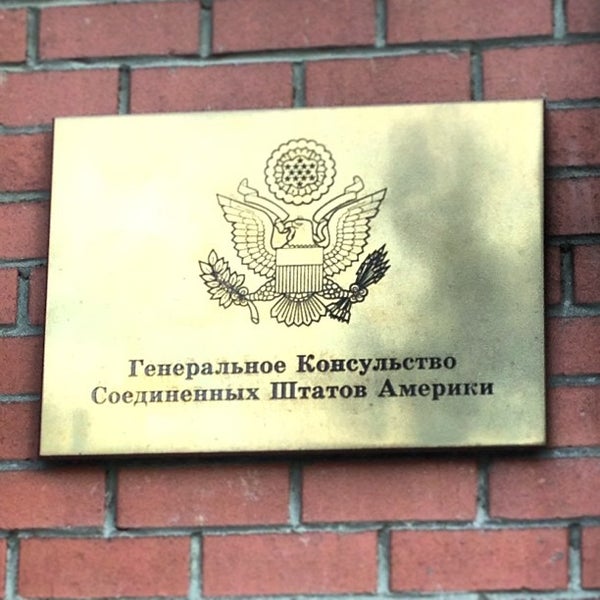 Генеральное Консульство
Соединенных Штатов Америки